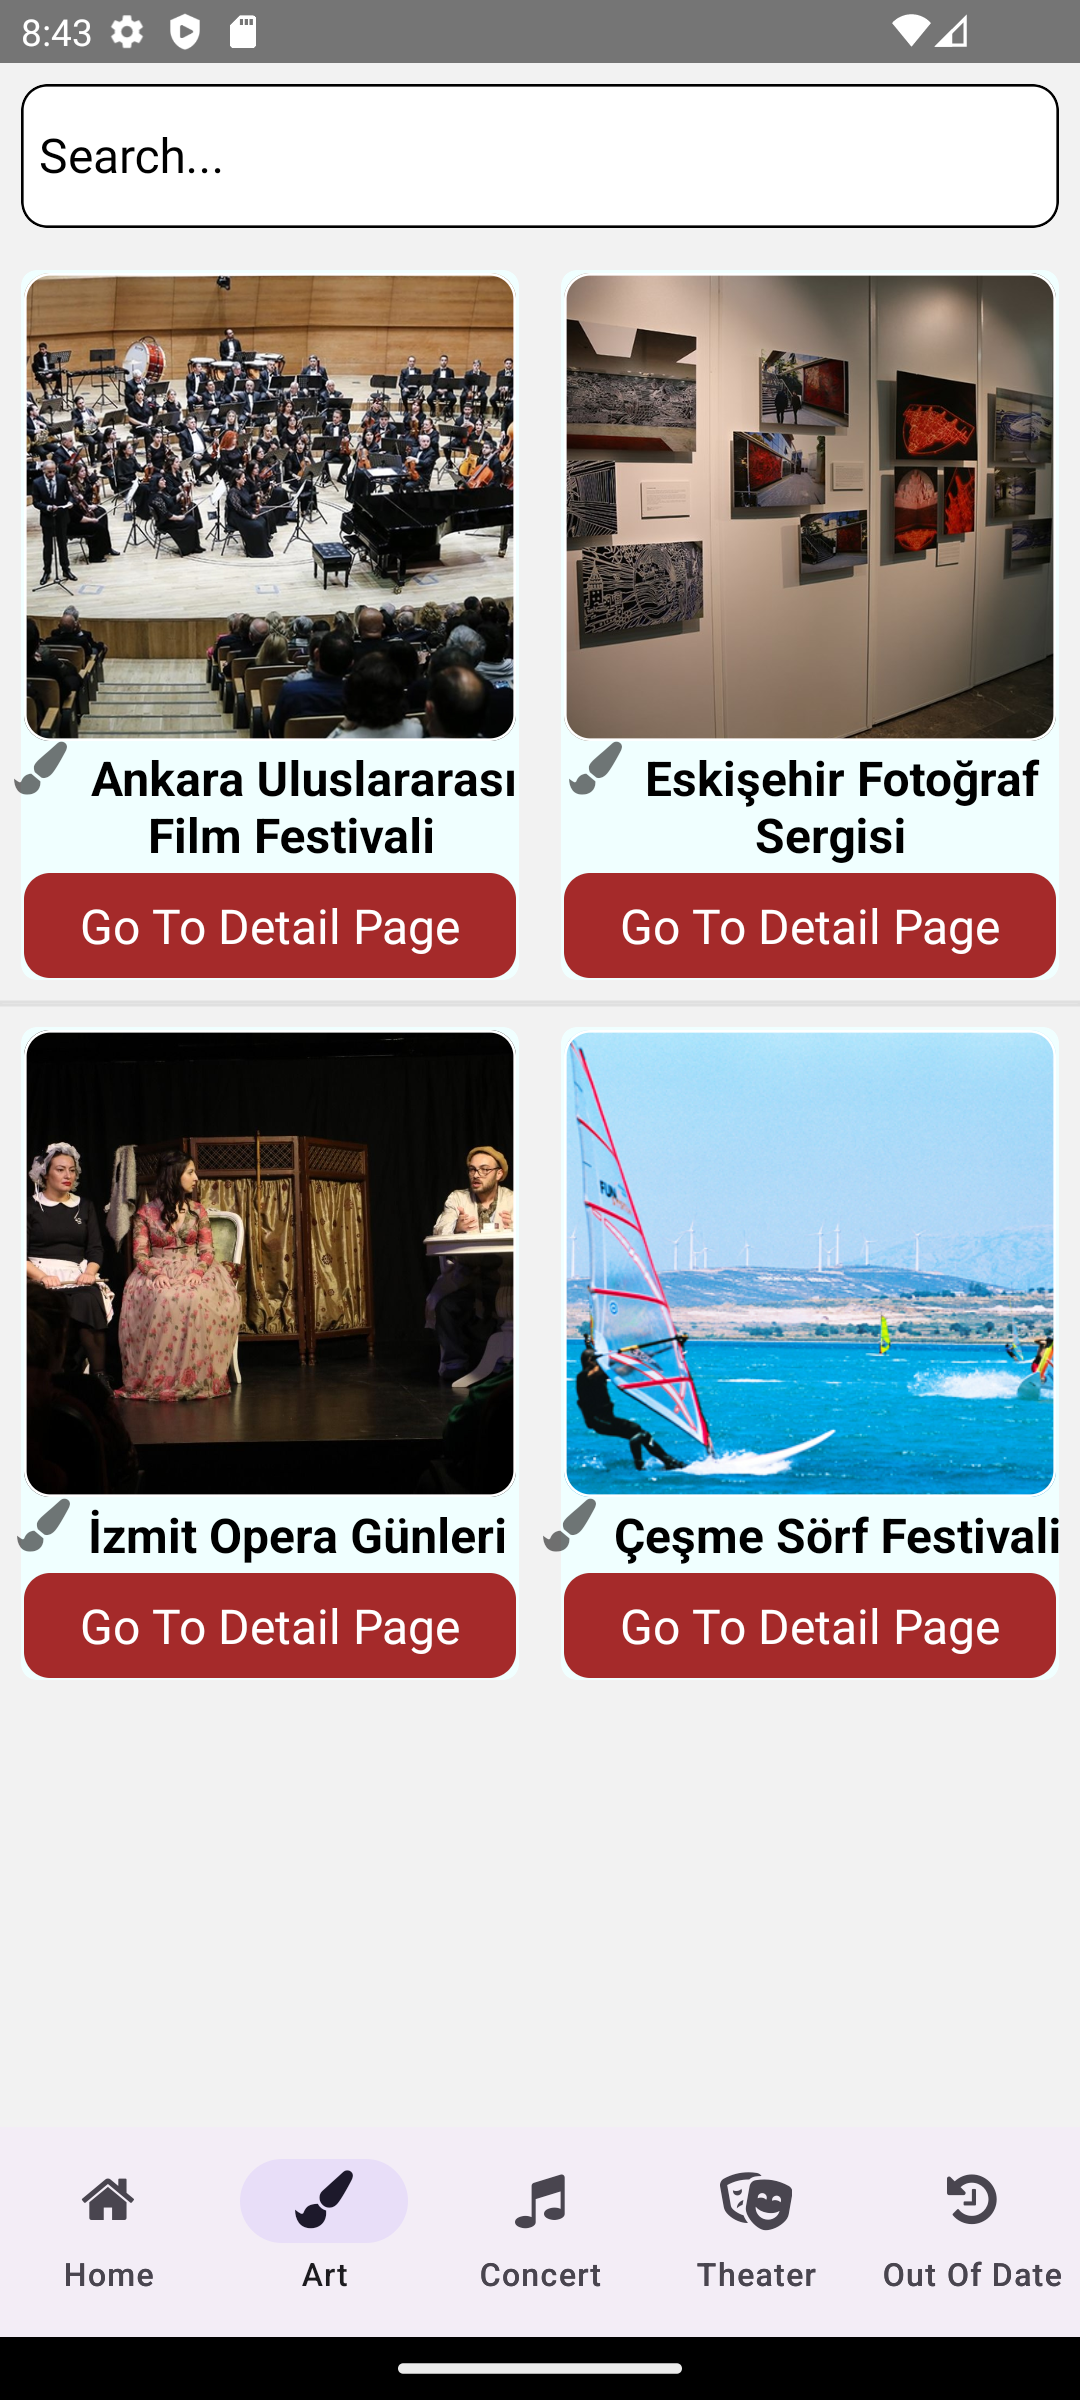 8:43
Search...
Ankara Uluslararası
Film Festivali
Eskişehir Fotoğraf
Sergisi
Go To Detail Page
Go To Detail Page
FUN
İzmit Opera Günleri
Çeşme Sörf Festivali
Go To Detail Page
Go To Detail Page
Home
Art
Concert
Theater
Out Of Date